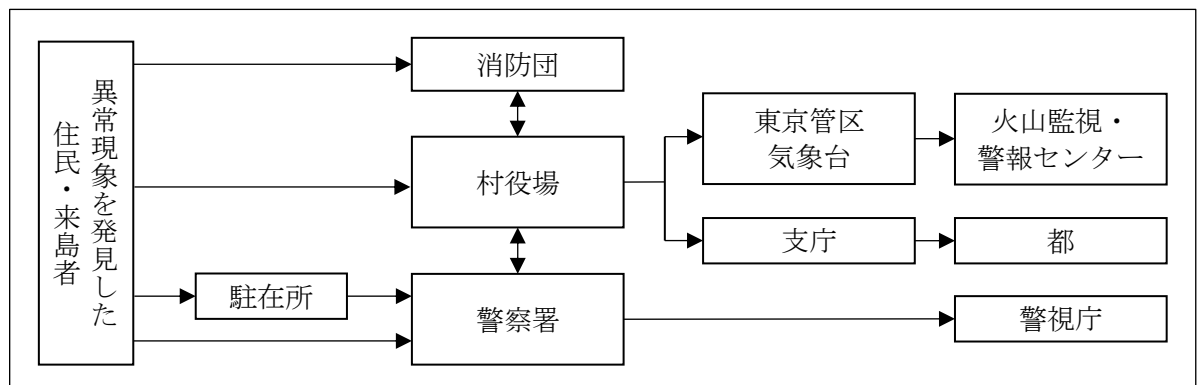 異常現象を発見した
住民・来島者
消防団
村役場
駐在所
警察署
東京管区
気象台
火山監視・
警報センター
支庁
都
警視庁